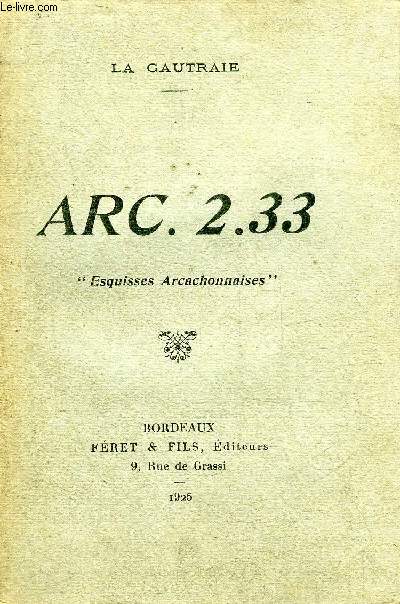 Le-livre.com
LA GAUTRAIE
ARC. 2.33
"Esquisses Arcachonnaises"
BORDEAUX
FÉRET & FILS, Éditeurs
9, Rue de Grassi
1925